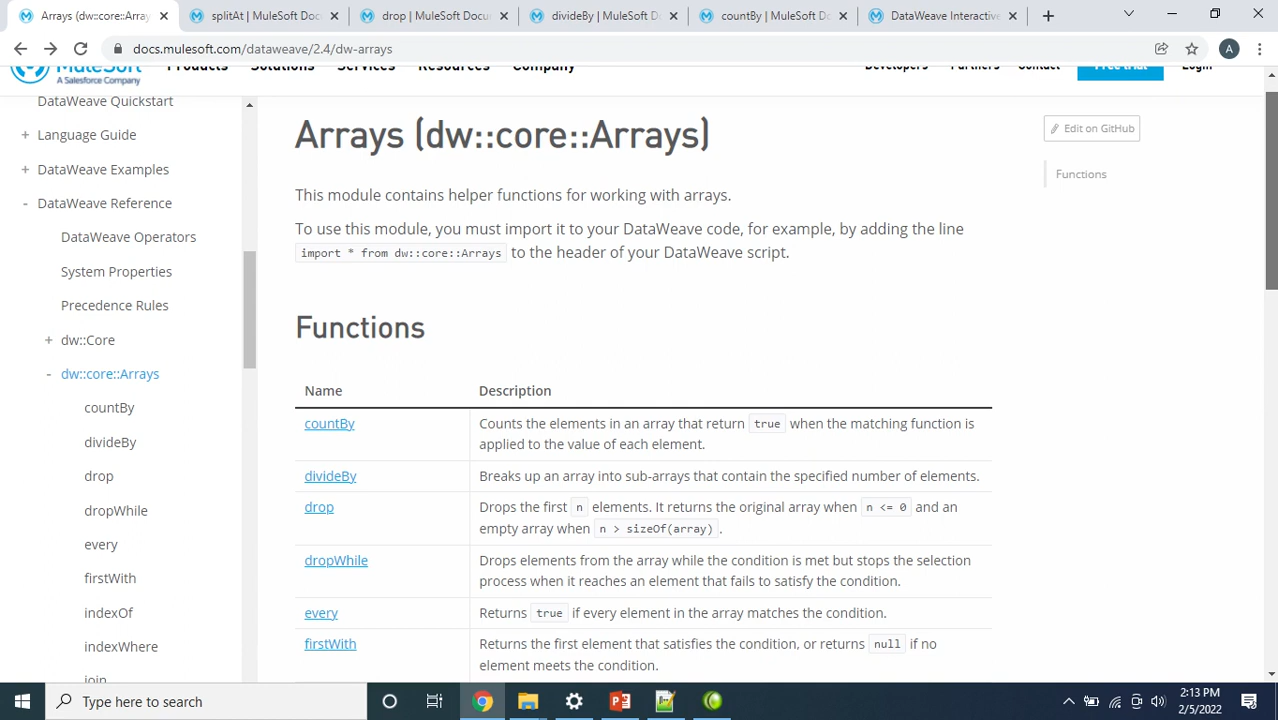 Arrays (dw::core::Array
splitAt | MuleSoft Docu
drop | MuleSoft Docum
divideBy | MuleSoft Do
countBy | MuleSoft Do
DataWeave Interactive
docs.mulesoft.com/dataweave/2.4/dw-arrays
A
MuleSoft
A Salesforce Company
Products
Solutions
Services
Resources
Company
Developers
Partners
Contact
Free trial
Login
DataWeave Quickstart
+ Language Guide
+ DataWeave Examples
- DataWeave Reference
DataWeave Operators
System Properties
Precedence Rules
+ dw::Core
- dw::core::Arrays
countBy
divideBy
drop
dropWhile
every
firstWith
indexOf
indexWhere
join
Arrays (dw::core::Arrays)
This module contains helper functions for working with arrays.
To use this module, you must import it to your DataWeave code, for example, by adding the line
import * from dw::core::Arrays to the header of your DataWeave script.
Functions
Name Description
countBy Counts the elements in an array that return true when the matching function is
applied to the value of each element.
divideBy Breaks up an array into sub-arrays that contain the specified number of elements.
drop Drops the first n elements. It returns the original array when n <= 0 and an
empty array when n > sizeOf(array).
dropWhile Drops elements from the array while the condition is met but stops the selection
process when it reaches an element that fails to satisfy the condition.
every Returns true if every element in the array matches the condition.
firstWith Returns the first element that satisfies the condition, or returns null if no
element meets the condition.
Edit on GitHub
Functions
Type here to search
2:13 PM
2/5/2022